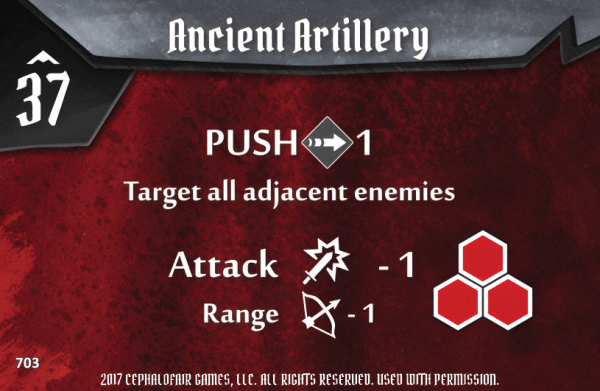 Ancient Artillery
37
PUSH 1
Target all adjacent enemies
Attack - 1
Range - 1
703
2017 CEPHALOFAIR GAMES, LLC. ALL RIGHTS RESERVED. USED WITH PERMISSION.